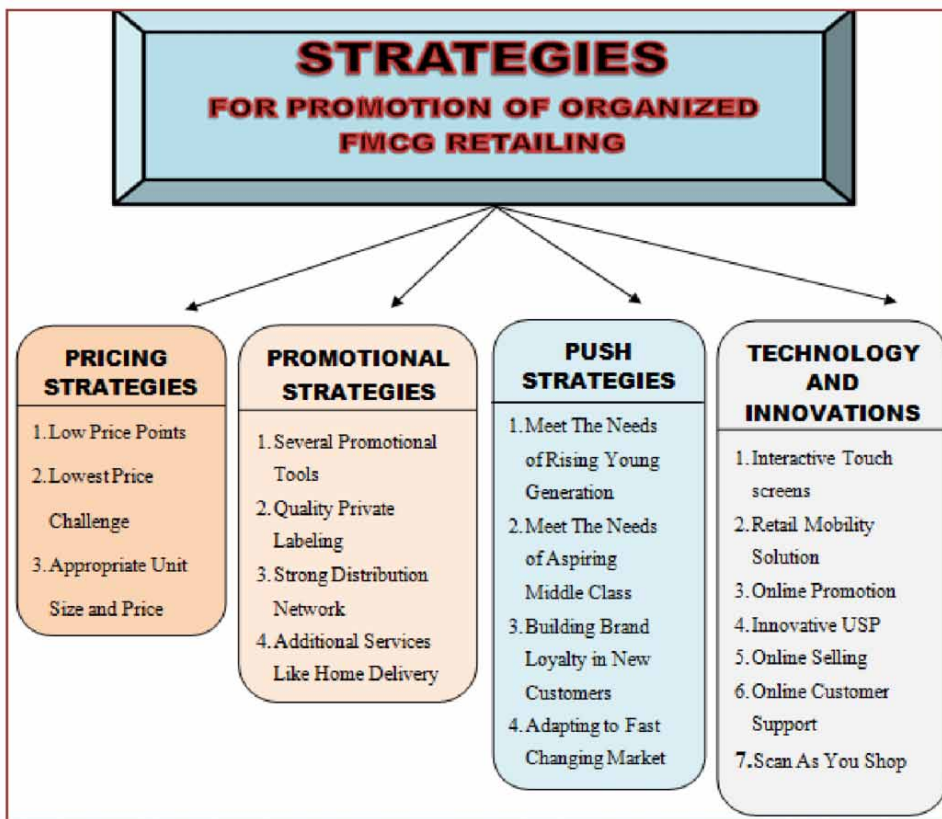 STRATEGIES
FOR PROMOTION OF ORGANIZED
FMCG RETAILING
PRICING
STRATEGIES
1. Low Price Points
2. Lowest Price
Challenge
3. Appropriate Unit
Size and Price
PROMOTIONAL
STRATEGIES
1. Several Promotional
Tools
2. Quality Private
Labeling
3. Strong Distribution
Network
4. Additional Services
Like Home Delivery
PUSH
STRATEGIES
1. Meet The Needs
of Rising Young
Generation
2. Meet The Needs
of Aspiring
Middle Class
3. Building Brand
Loyalty in New
Customers
4. Adapting to Fast
Changing Market
TECHNOLOGY
AND
INNOVATIONS
1. Interactive Touch
screens
2. Retail Mobility
Solution
3. Online Promotion
4. Innovative USP
5. Online Selling
6. Online Customer
Support
7. Scan As You Shop